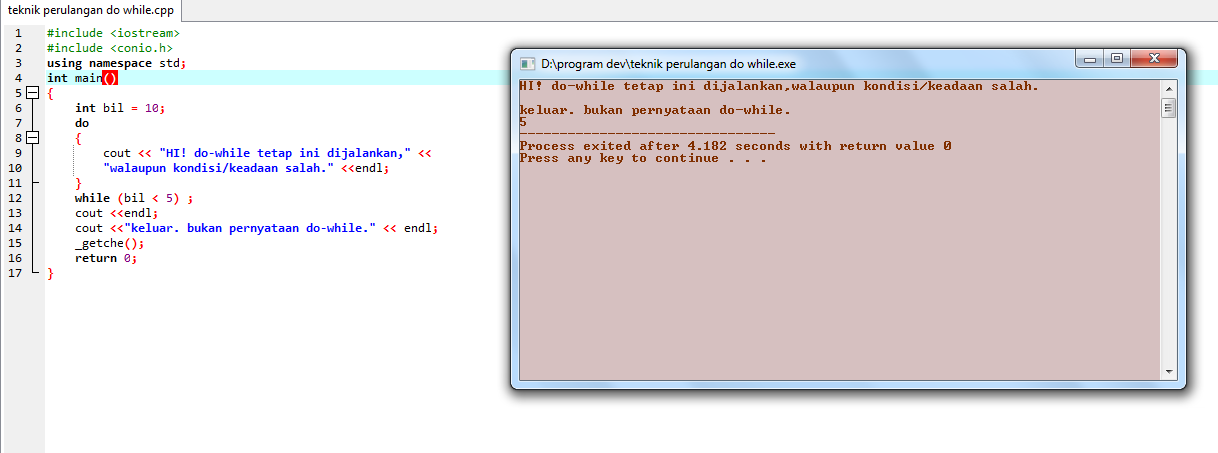 teknik perulangan do while.cpp
1 #include <iostream>
2 #include <conio.h>
3 using namespace std;
4 int main()
5 {
6 int bil = 10;
7 do
8 {
9 cout << "HI! do-while tetap ini dijalankan," <<
10 "walaupun kondisi/keadaan salah." <<endl;
11 }
12 while (bil < 5) ;
13 cout <<endl;
14 cout <<"keluar. bukan pernyataan do-while." << endl;
15 _getche();
16 return 0;
17 }
D:\program dev\teknik perulangan do while.exe
HI! do-while tetap ini dijalankan,walaupun kondisi/keadaan salah.
keluar. bukan pernyataan do-while.
5
--------------------------------
Process exited after 4.182 seconds with return value 0
Press any key to continue . . .